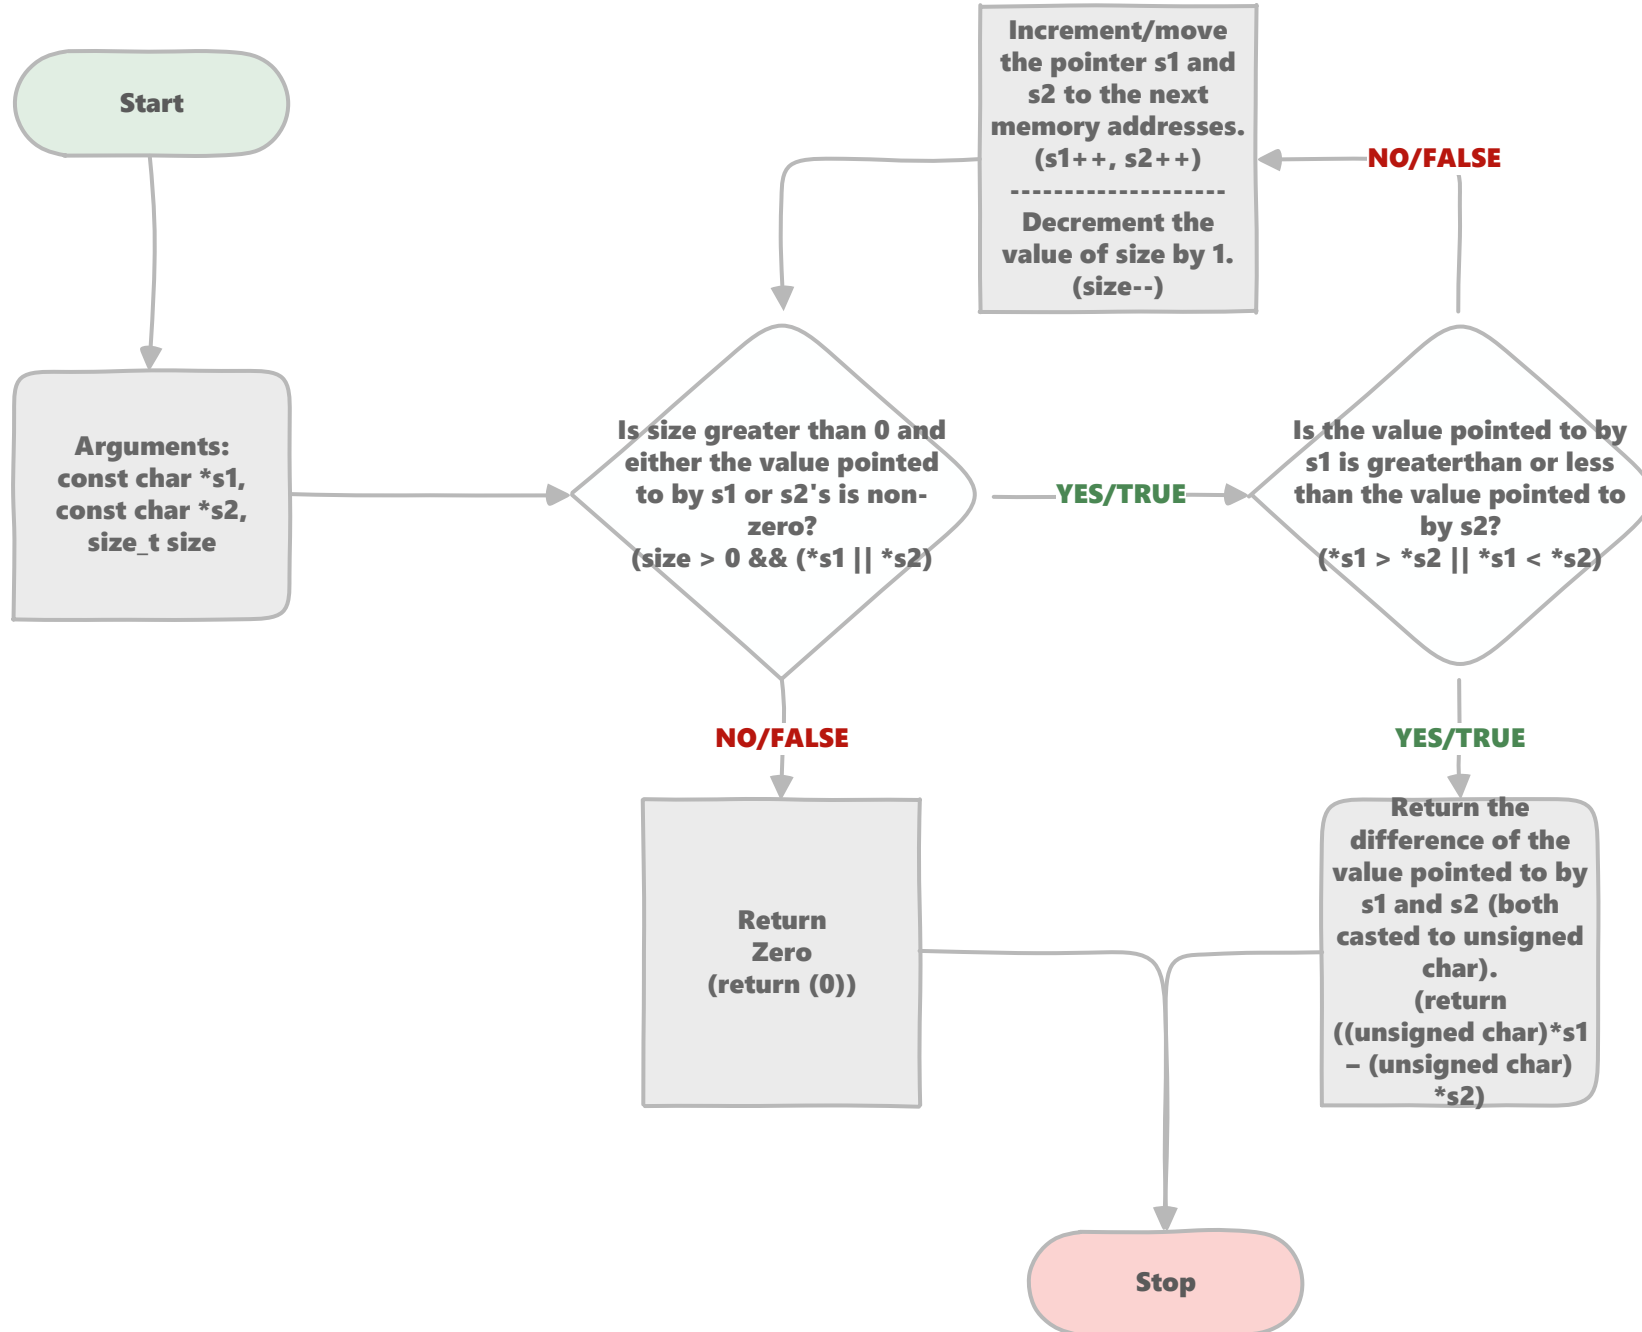 Start
Arguments:
const char *s1,
const char *s2,
size_t size
Is size greater than 0 and
either the value pointed
to by s1 or s2's is non-
zero?
(size > 0 && (*s1 || *s2)
YES/TRUE
Is the value pointed to by
s1 is greaterthan or less
than the value pointed to
by s2?
(*s1 > *s2 || *s1 < *s2)
NO/FALSE
Increment/move
the pointer s1 and
s2 to the next
memory addresses.
(s1++, s2++)
--------------------
Decrement the
value of size by 1.
(size--)
NO/FALSE
Return
Zero
(return (0))
YES/TRUE
Return the
difference of the
value pointed to by
s1 and s2 (both
casted to unsigned
char).
(return
((unsigned char)*s1
– (unsigned char)
*s2)
Stop